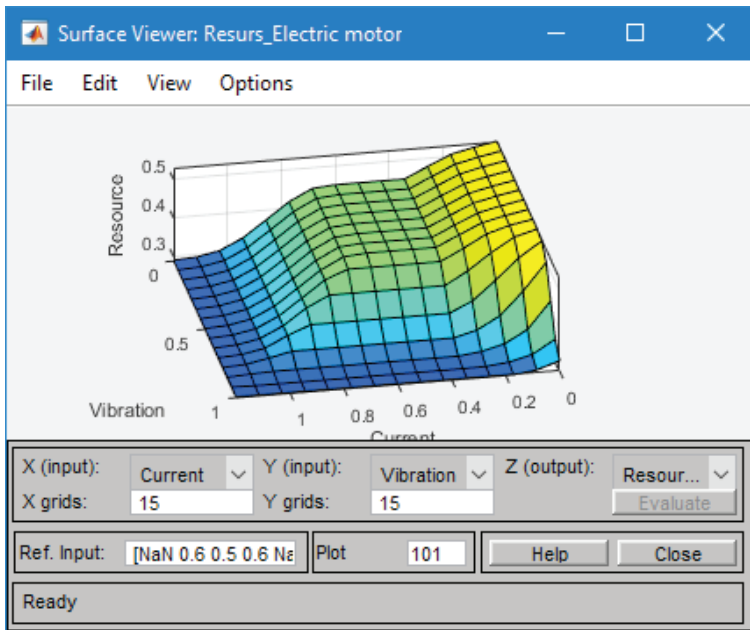 Surface Viewer: Resurs_Electric motor
File Edit View Options
Resource
0.5
0.4
0.3
0
0.5
1
Vibration
1 0.8 0.6 0.4 0.2 0
Current
X (input): Current Y (input): Vibration Z (output): Resour...
X grids: 15 Y grids: 15 Evaluate
Ref. Input: [NaN 0.6 0.5 0.6 Na Plot 101 Help Close
Ready